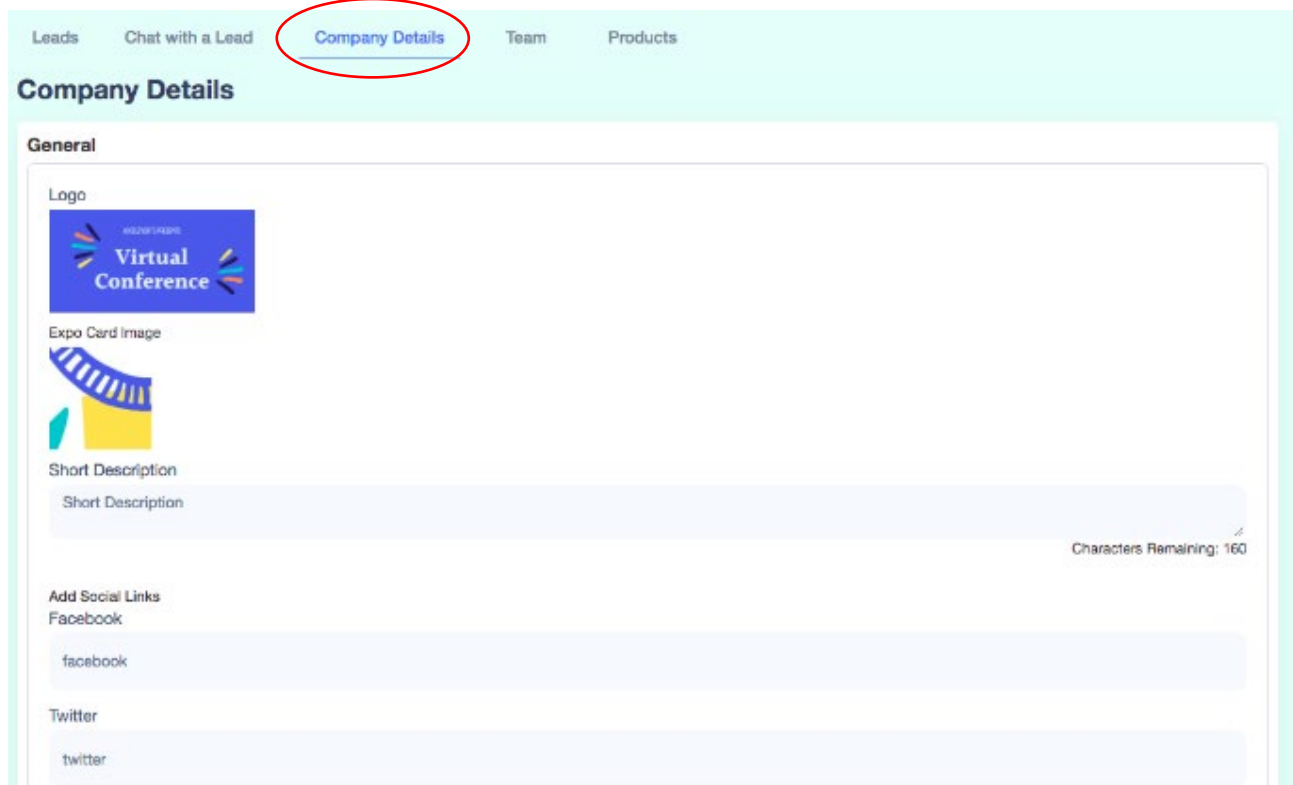 Leads Chat with a Lead Company Details Team Products
Company Details
General
Logo
Virtual
Conference
Expo Card Image
Short Description
Short Description
Characters Remaining: 160
Add Social Links
Facebook
facebook
Twitter
twitter